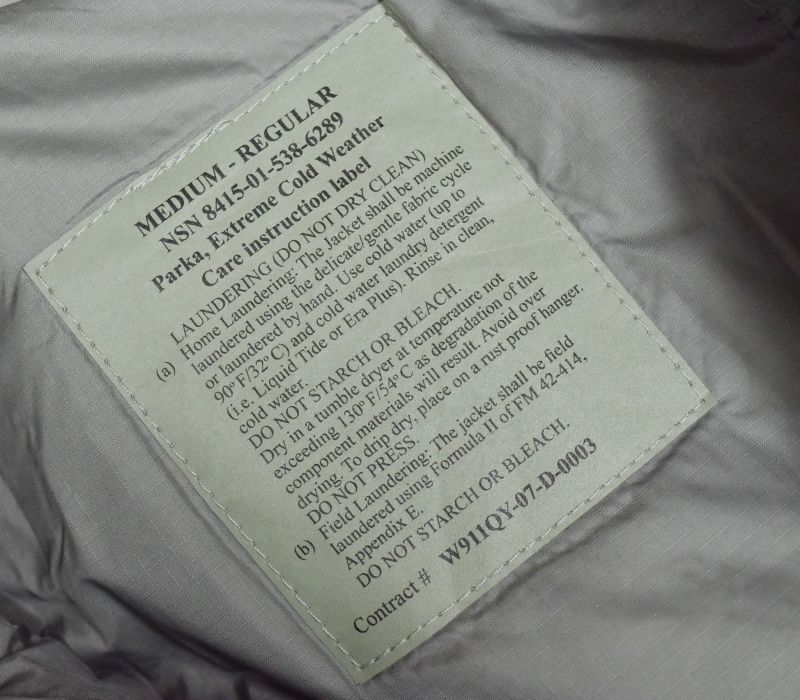 MEDIUM - REGULAR
NSN 8415-01-538-6289
Parka, Extreme Cold Weather
Care instruction label
LAUNDERING (DO NOT DRY CLEAN)
(a) Home Laundering: The Jacket shall be machine
laundered using the delicate/gentle fabric cycle
or laundered by hand. Use cold water (up to
90° F/32°C) and cold water laundry detergent
(i.e. Liquid Tide or Era Plus). Rinse in clean,
cold water.
DO NOT STARCH OR BLEACH.
Dry in a tumble dryer at temperature not
exceeding 130° F/54°C as degradation of the
component materials will result. Avoid over
drying. To drip dry, place on a rust proof hanger.
DO NOT PRESS.
(b) Field Laundering: The jacket shall be field
laundered using Formula II of FM 42-414,
Appendix E.
DO NOT STARCH OR BLEACH.
Contract # W911QY-07-D-0003